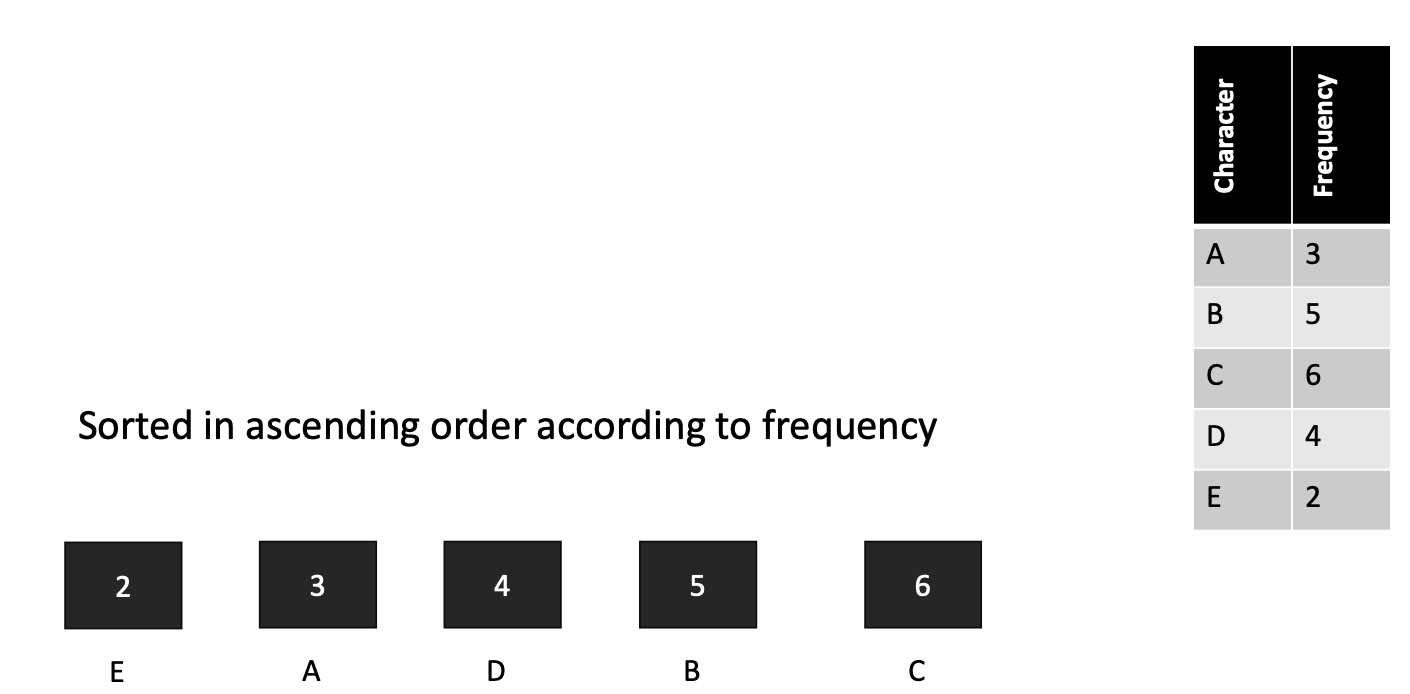 Character Frequency
A 3
B 5
C 6
D 4
E 2
Sorted in ascending order according to frequency
2 3 4 5 6
E A D B C